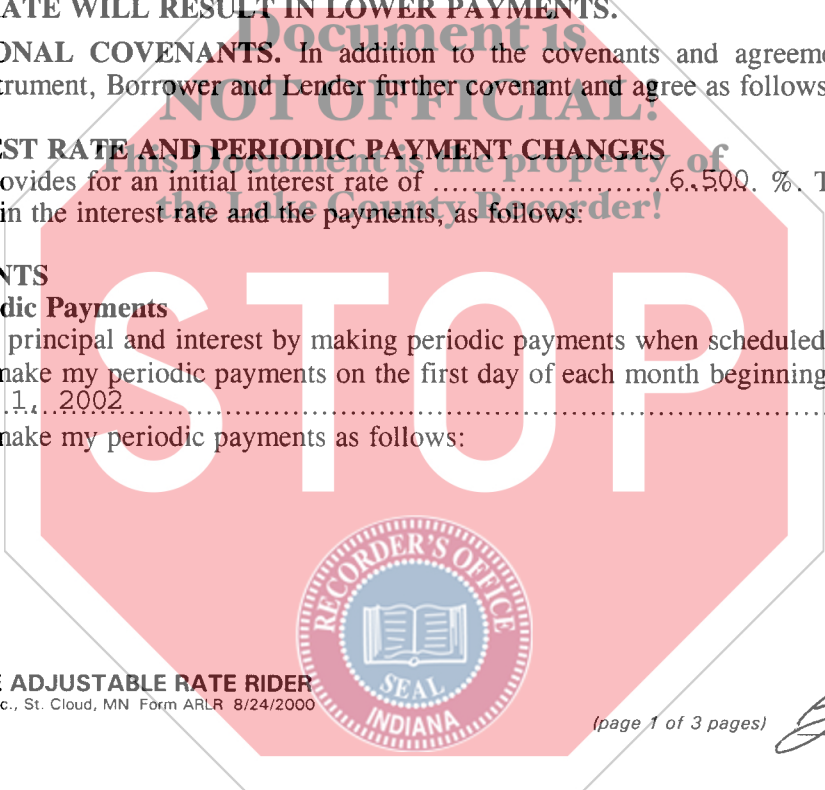 ATE WILL RESULT IN LOWER PAYMENTS.
Document is
ONAL COVENANTS. In addition to the covenants and agreeme
trument, Borrower and Lender further covenant and agree as follows
NOT OFFICIAL!
EST RATE AND PERIODIC PAYMENT CHANGES
This Document is the property of
ovides for an initial interest rate of .......................6.500. %. T
in the interest rate and the payments, as follows:
the Lake County Recorder!
NTS
dic Payments
principal and interest by making periodic payments when scheduled
make my periodic payments on the first day of each month beginning
1, 2002
make my periodic payments as follows:
STOP
RECORDER'S OFFICE
SEAL
INDIANA
E ADJUSTABLE RATE RIDER
c., St. Cloud, MN Form ARLR 8/24/2000
(page 1 of 3 pages)